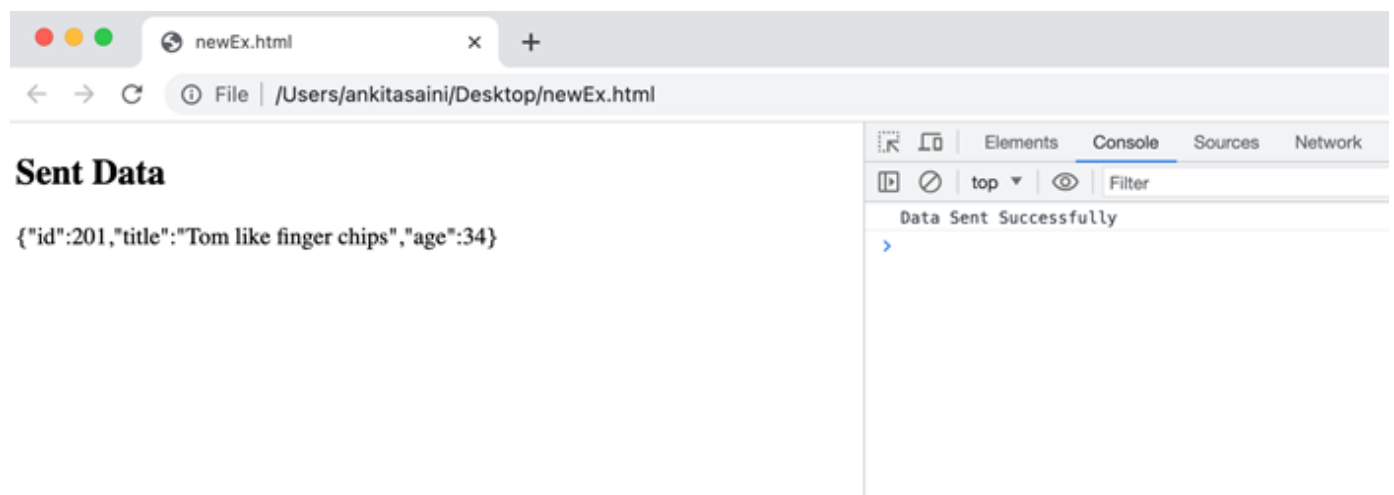 newEx.html
File | /Users/ankitasaini/Desktop/newEx.html
Sent Data
{"id":201,"title":"Tom like finger chips","age":34}
Elements Console Sources Network
top Filter
Data Sent Successfully